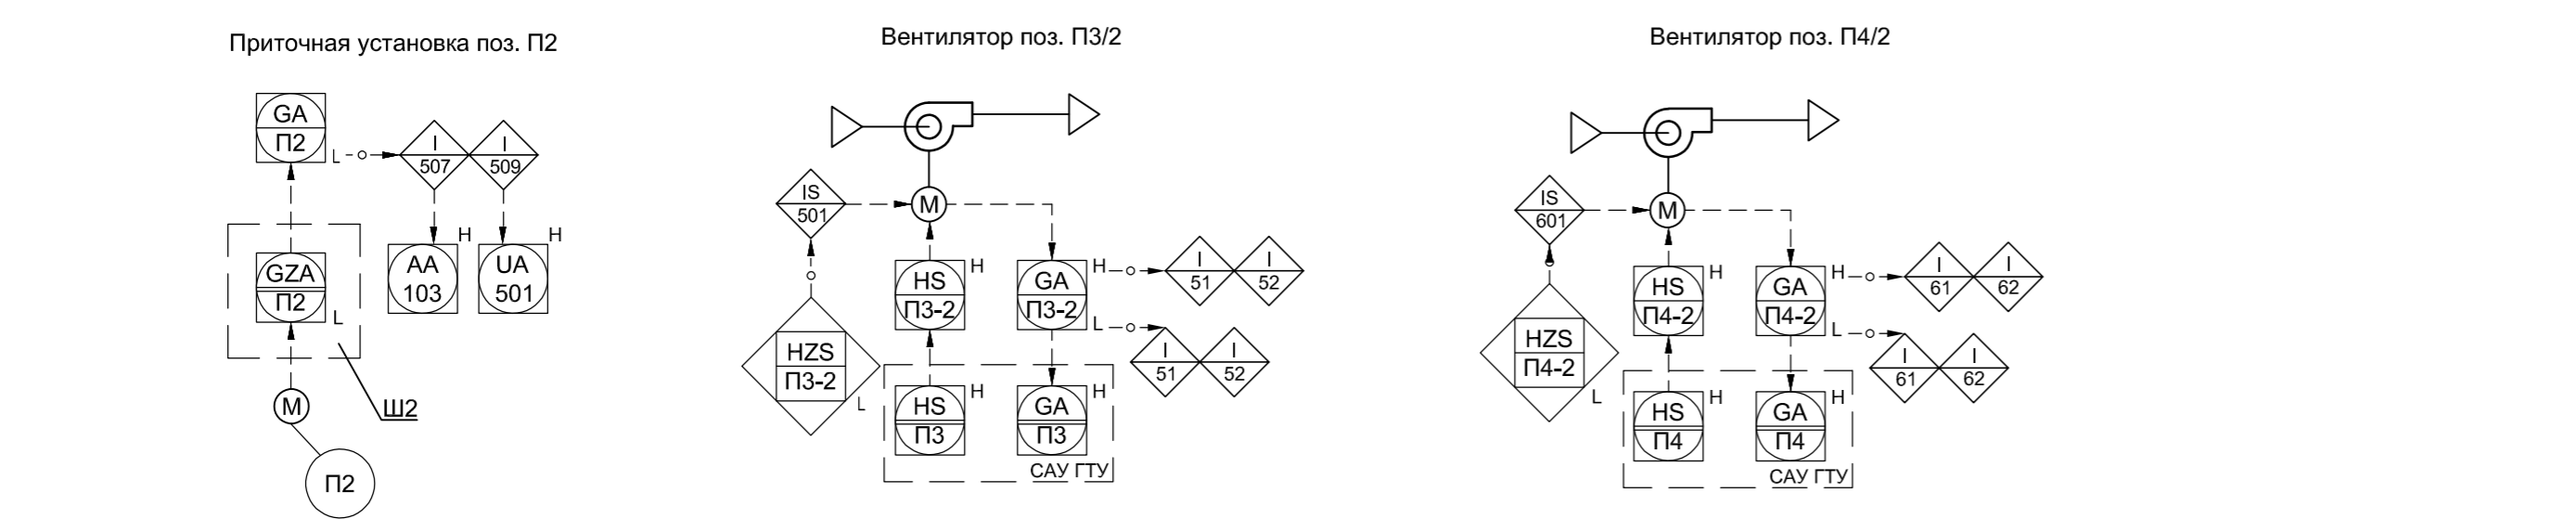 Приточная установка поз. П2
GA
П2
L
I
507
I
509
GZA
П2
L
H
AA
103
H
UA
501
M
Ш2
П2
Вентилятор поз. П3/2
IS
501
M
HS
П3-2
H
GA
П3-2
H
L
I
51
I
52
I
51
I
52
HZS
П3-2
L
HS
П3
H
GA
П3
H
САУ ГТУ
Вентилятор поз. П4/2
IS
601
M
HS
П4-2
H
GA
П4-2
H
L
I
61
I
62
I
61
I
62
HZS
П4-2
L
HS
П4
H
GA
П4
H
САУ ГТУ